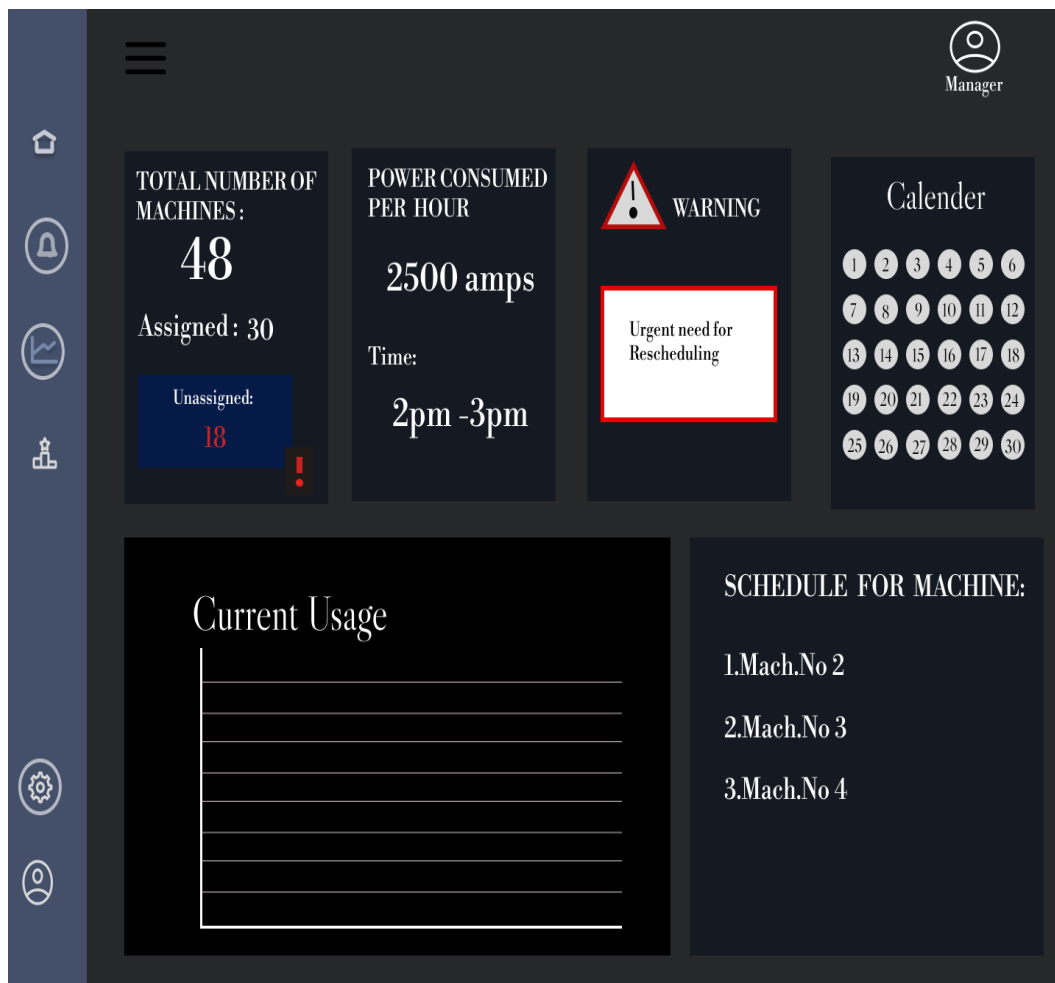 Manager
TOTAL NUMBER OF
MACHINES :
48
Assigned : 30
Unassigned:
18
!
POWER CONSUMED
PER HOUR
2500 amps
Time:
2pm -3pm
!
WARNING
Urgent need for
Rescheduling
Calender
1 2 3 4 5 6
7 8 9 10 11 12
13 14 15 16 17 18
19 20 21 22 23 24
25 26 27 28 29 30
Current Usage
SCHEDULE FOR MACHINE:
1.Mach.No 2
2.Mach.No 3
3.Mach.No 4